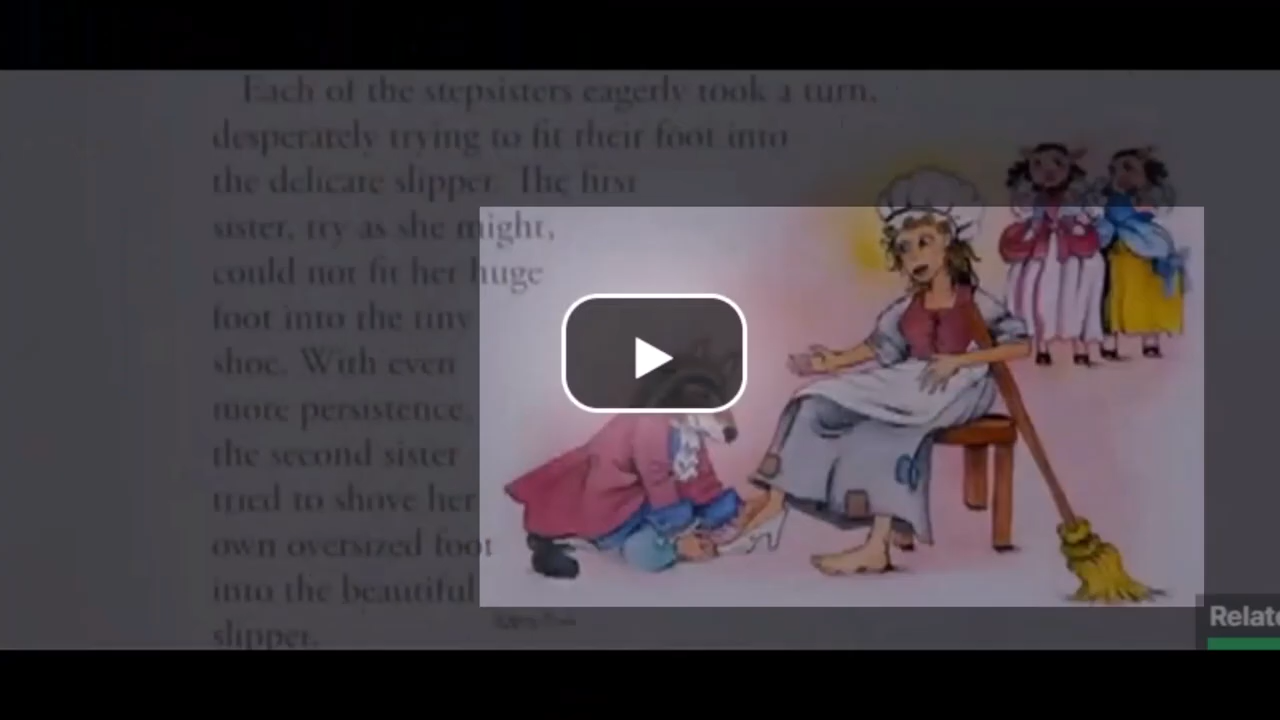 Each of the stepsisters eagerly took a turn,
desperately trying to fit their foot into
the delicate slipper. The first
sister, try as she might,
could not fit her huge
foot into the tiny
shoe. With even
more persistence,
the second sister
tried to shove her
own oversized foot
into the beautiful
slipper.
Relate